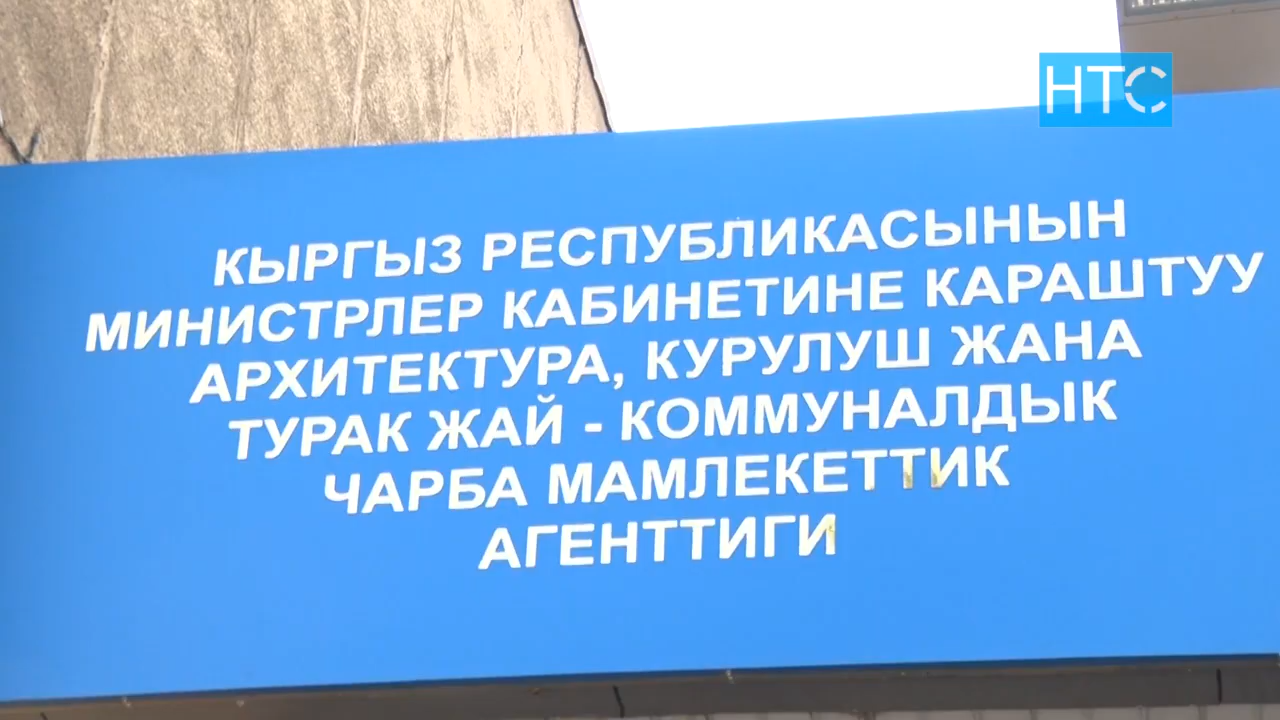 НТС
КЫРГЫЗ РЕСПУБЛИКАСЫНЫН
МИНИСТРЛЕР КАБИНЕТИНЕ КАРАШТУУ
АРХИТЕКТУРА, КУРУЛУШ ЖАНА
ТУРАК ЖАЙ - КОММУНАЛДЫК
ЧАРБА МАМЛЕКЕТТИК
АГЕНТТИГИ